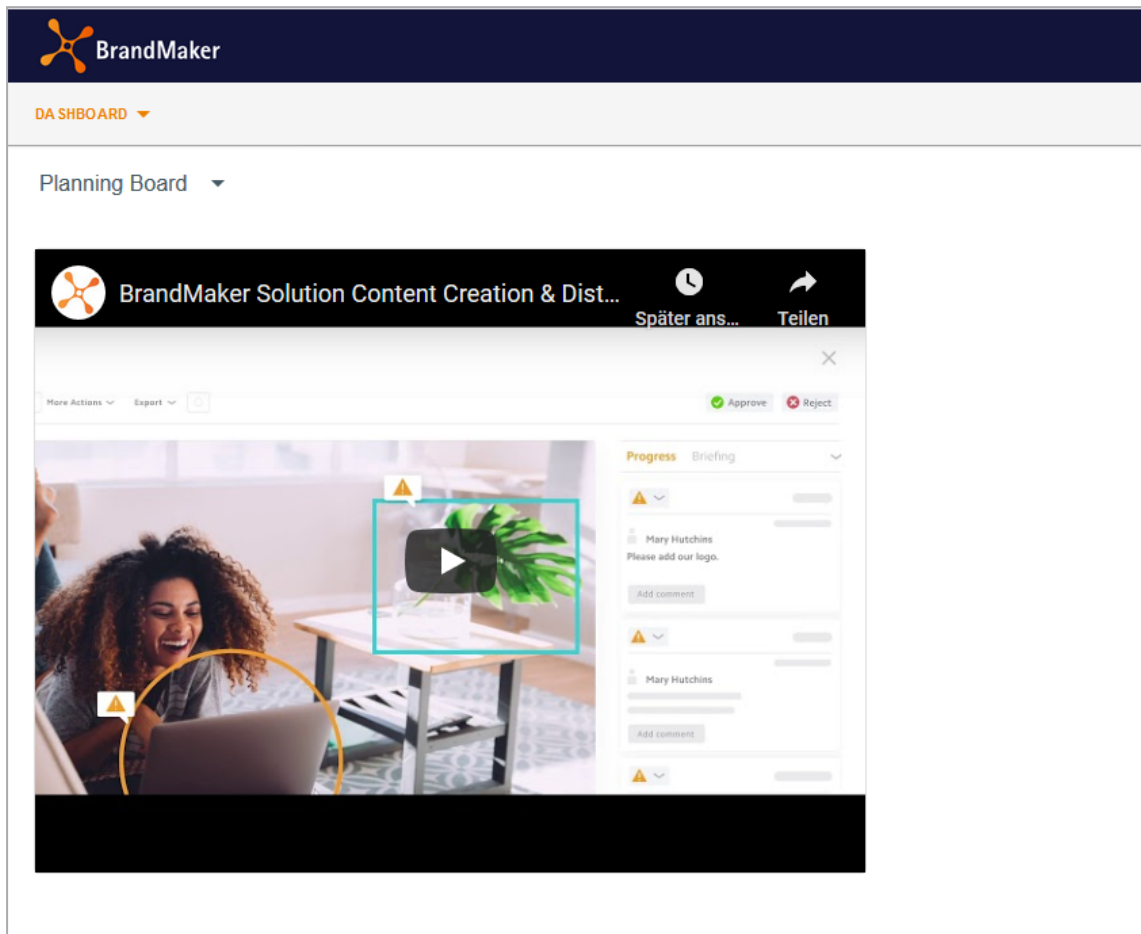 BrandMaker
DASHBOARD
Planning Board
BrandMaker Solution Content Creation & Dist...
Später ans...
Teilen
More Actions
Export
Approve
Reject
Progress
Briefing
Mary Hutchins
Please add our logo.
Add comment
Mary Hutchins
Add comment